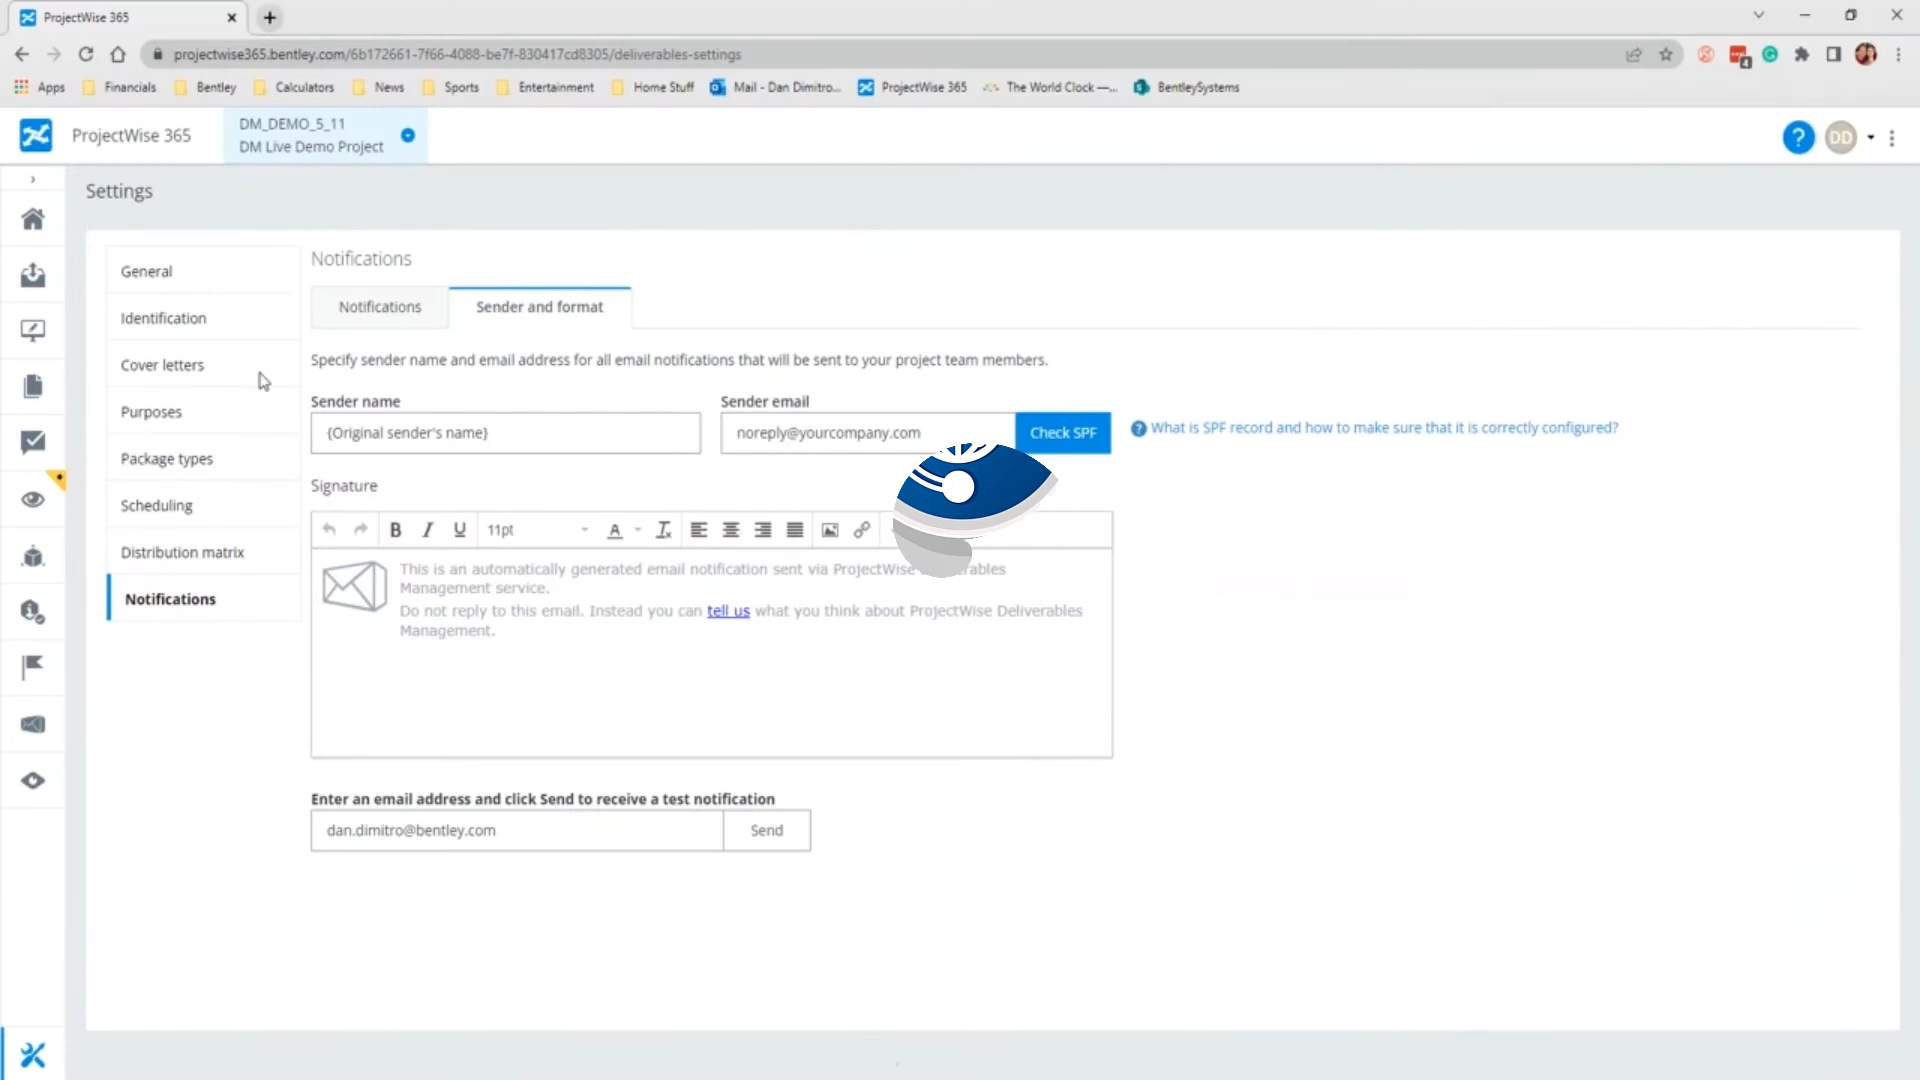 ProjectWise 365
projectwise365.bentley.com/6b172661-7f66-4088-be7f-830417cd8305/deliverables-settings
4
Apps Financials Bentley Calculators News Sports Entertainment Home Stuff Mail - Dan Dimitro... ProjectWise 365 The World Clock —... BentleySystems
ProjectWise 365
DM_DEMO_5_11
DM Live Demo Project
? DD
Settings
General
Identification
Cover letters
Purposes
Package types
Scheduling
Distribution matrix
Notifications
Notifications
Notifications Sender and format
Specify sender name and email address for all email notifications that will be sent to your project team members.
Sender name Sender email
{Original sender's name} noreply@yourcompany.com Check SPF ? What is SPF record and how to make sure that it is correctly configured?
Signature
B I U 11pt A
This is an automatically generated email notification sent via ProjectWise
Management service.
Do not reply to this email. Instead you can tell us what you think about ProjectWise Deliverables
Management.
Enter an email address and click Send to receive a test notification
dan.dimitro@bentley.com Send